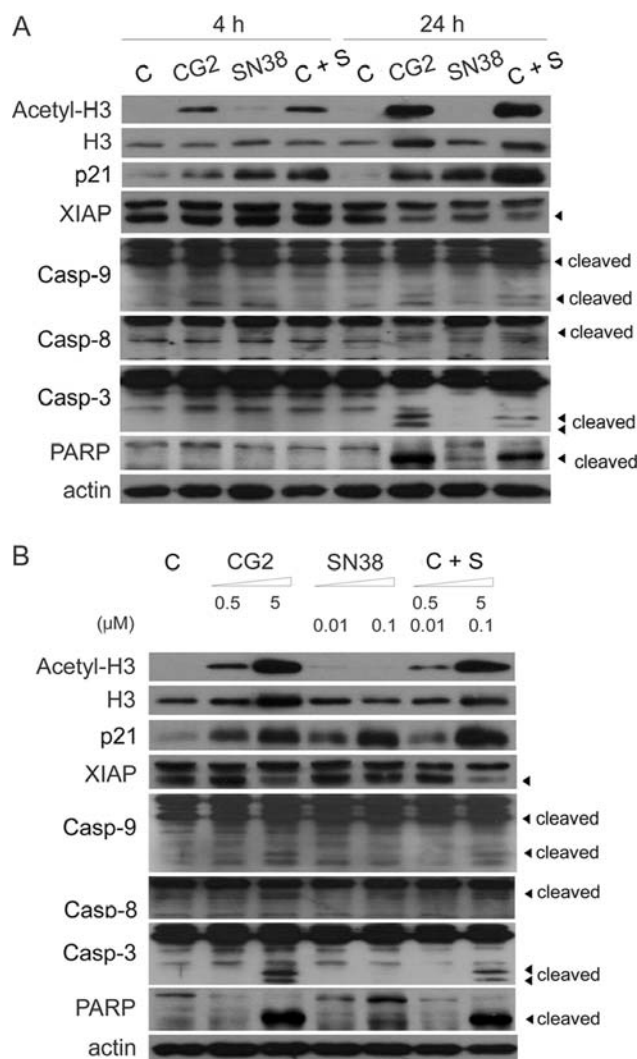 A
4 h 24 h
C CG2 SN38 C + S C CG2 SN38 C + S
Acetyl-H3
H3
p21
XIAP
Casp-9
cleaved
cleaved
Casp-8
cleaved
Casp-3
cleaved
PARP
cleaved
actin
B
C CG2 SN38 C + S
0.5 5 0.5 5
(μM) 0.01 0.1 0.01 0.1
Acetyl-H3
H3
p21
XIAP
Casp-9
cleaved
cleaved
Casp-8
cleaved
Casp-3
cleaved
PARP
cleaved
actin